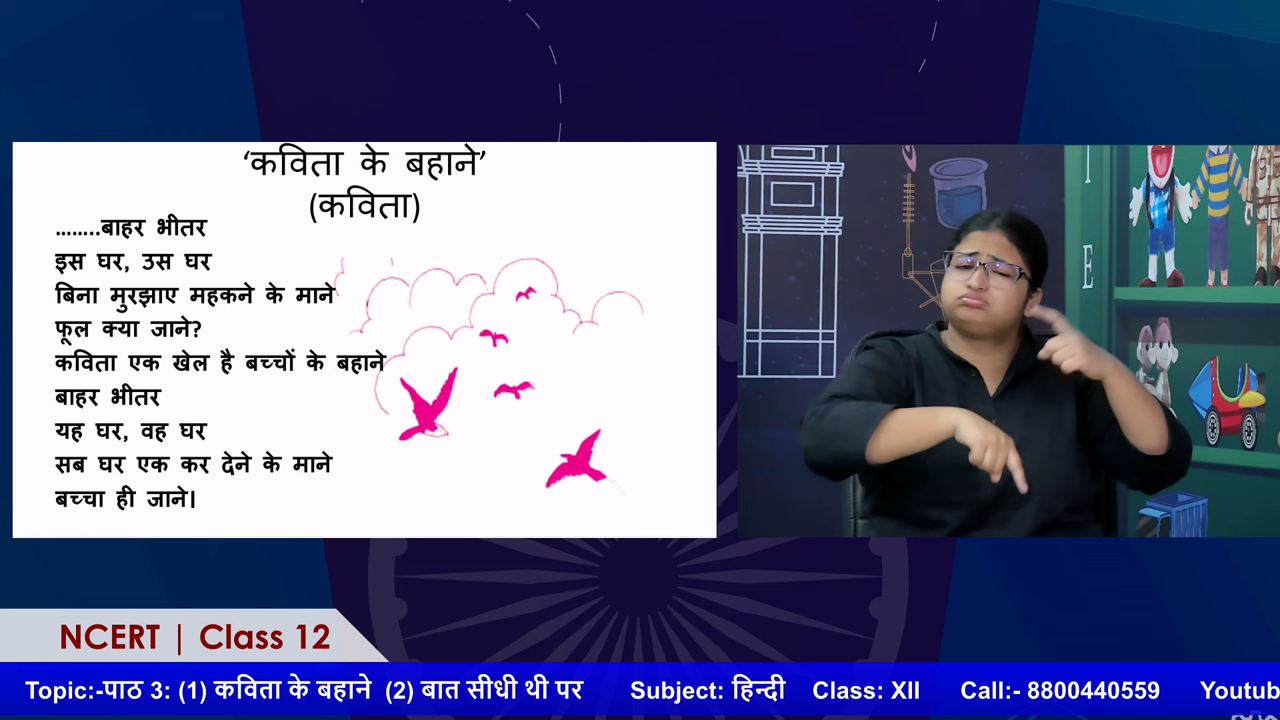 ‘कविता के बहाने’
(कविता)
........बाहर भीतर
इस घर, उस घर
बिना मुरझाए महकने के माने
फूल क्या जाने?
कविता एक खेल है बच्चों के बहाने
बाहर भीतर
यह घर, वह घर
सब घर एक कर देने के माने
बच्चा ही जाने।
I
E
NCERT | Class 12
Topic:-पाठ 3: (1) कविता के बहाने (2) बात सीधी थी पर Subject: हिन्दी Class: XII Call:- 8800440559 Youtub